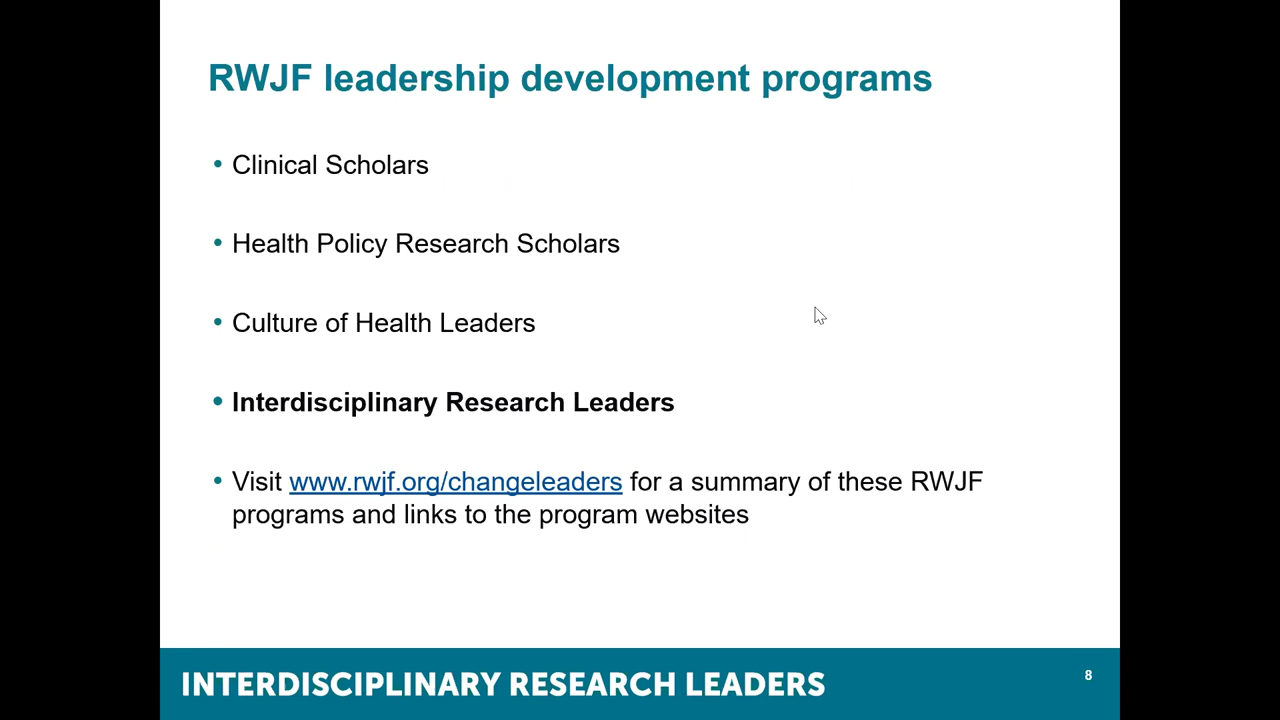 RWJF leadership development programs
• Clinical Scholars
• Health Policy Research Scholars
• Culture of Health Leaders
• Interdisciplinary Research Leaders
• Visit www.rwjf.org/changeleaders for a summary of these RWJF
programs and links to the program websites
INTERDISCIPLINARY RESEARCH LEADERS
8